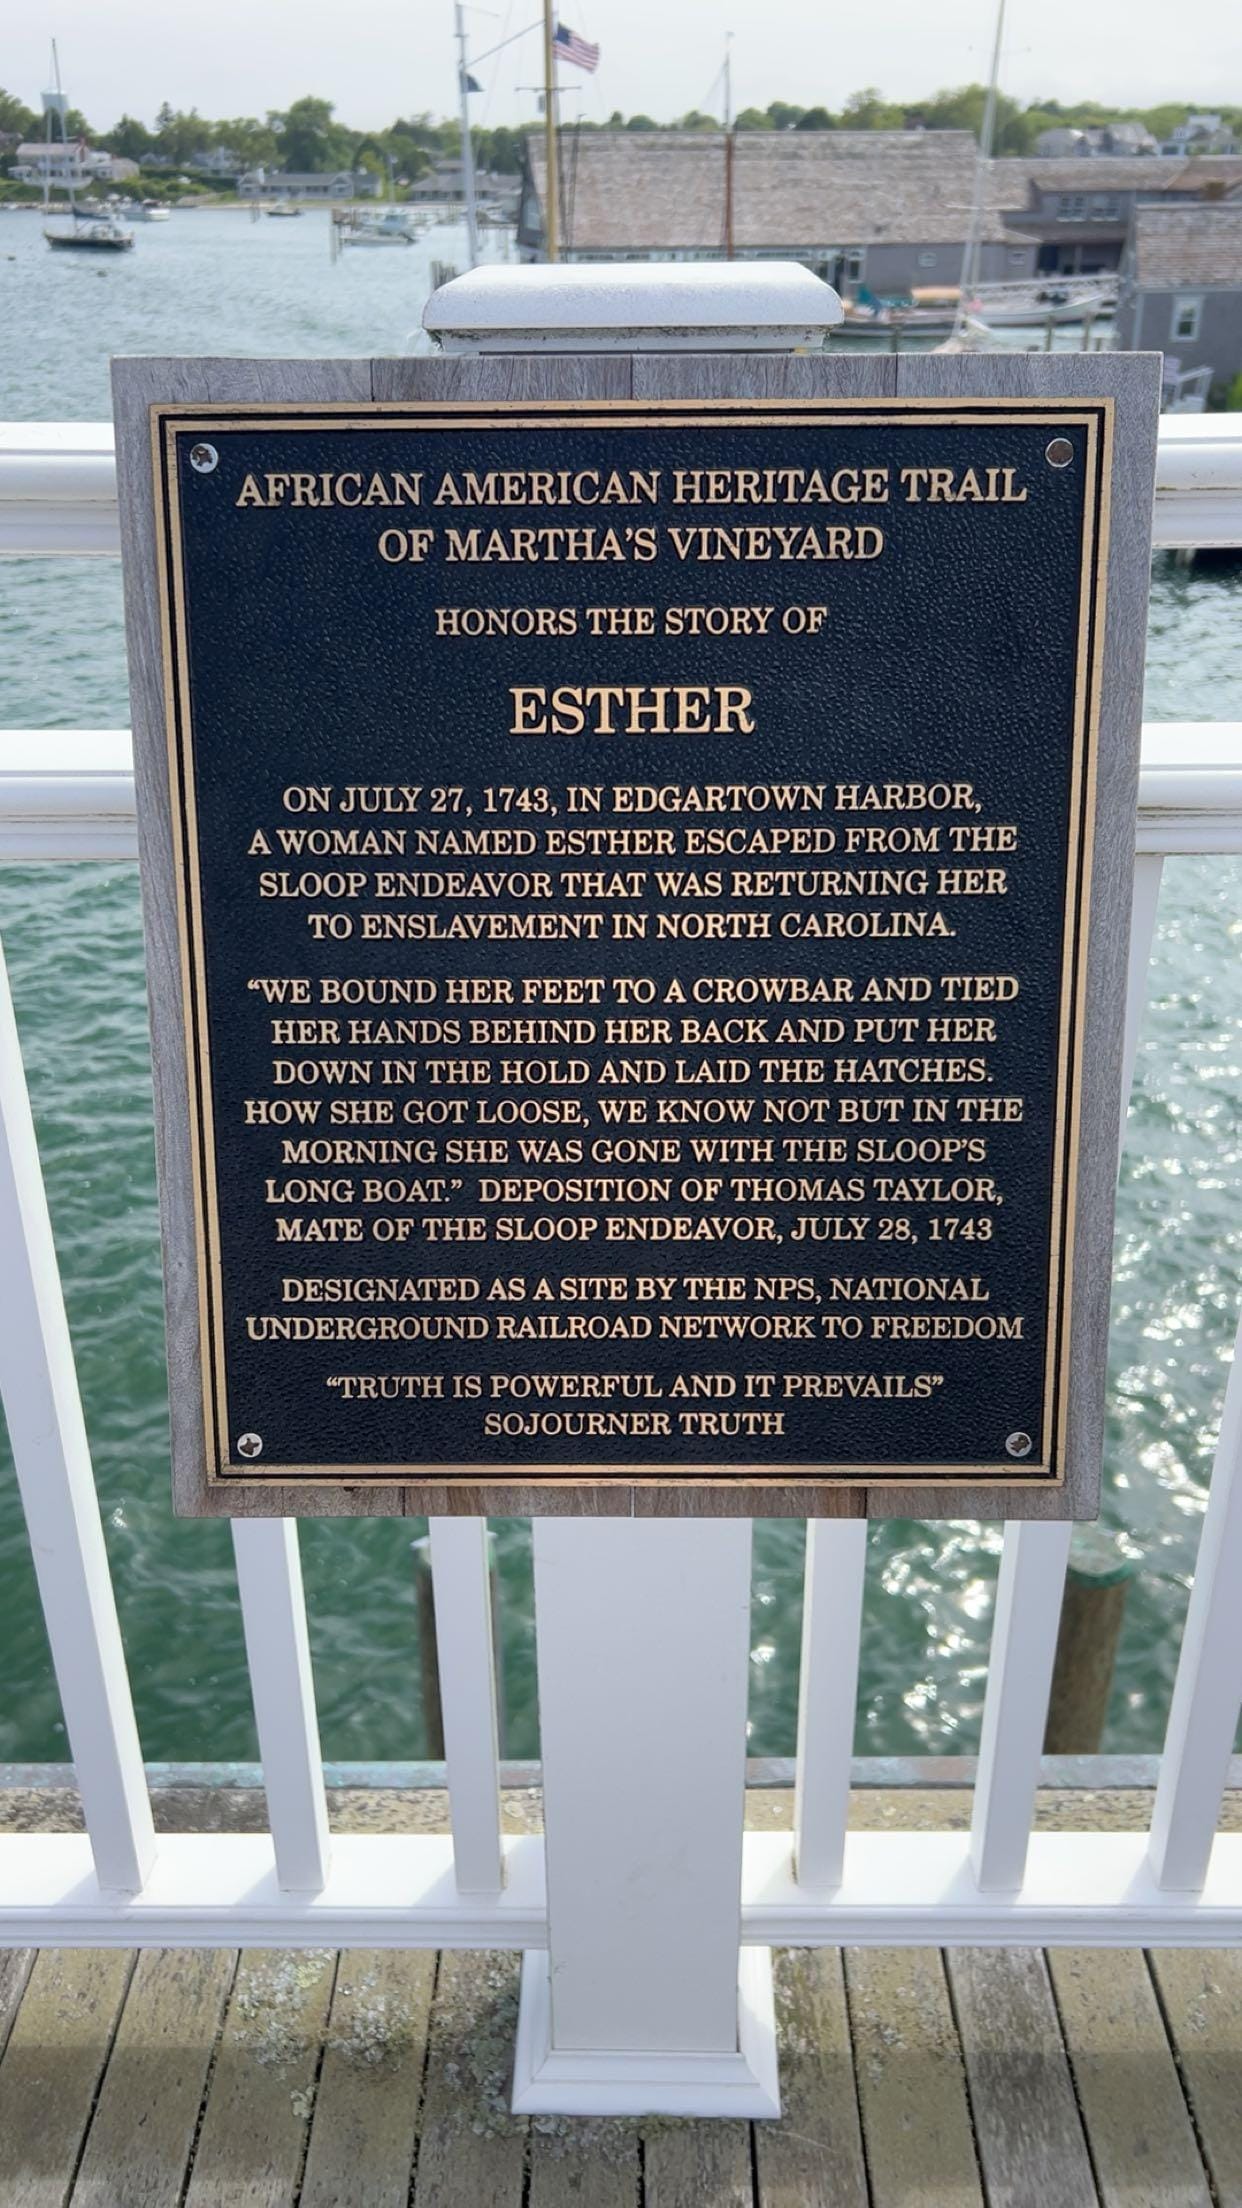 AFRICAN AMERICAN HERITAGE TRAIL
OF MARTHA'S VINEYARD
HONORS THE STORY OF
ESTHER
ON JULY 27, 1743, IN EDGARTOWN HARBOR,
A WOMAN NAMED ESTHER ESCAPED FROM THE
SLOOP ENDEAVOR THAT WAS RETURNING HER
TO ENSLAVEMENT IN NORTH CAROLINA.
“WE BOUND HER FEET TO A CROWBAR AND TIED
HER HANDS BEHIND HER BACK AND PUT HER
DOWN IN THE HOLD AND LAID THE HATCHES.
HOW SHE GOT LOOSE, WE KNOW NOT BUT IN THE
MORNING SHE WAS GONE WITH THE SLOOP'S
LONG BOAT.” DEPOSITION OF THOMAS TAYLOR,
MATE OF THE SLOOP ENDEAVOR, JULY 28, 1743
DESIGNATED AS A SITE BY THE NPS, NATIONAL
UNDERGROUND RAILROAD NETWORK TO FREEDOM
“TRUTH IS POWERFUL AND IT PREVAILS”
SOJOURNER TRUTH